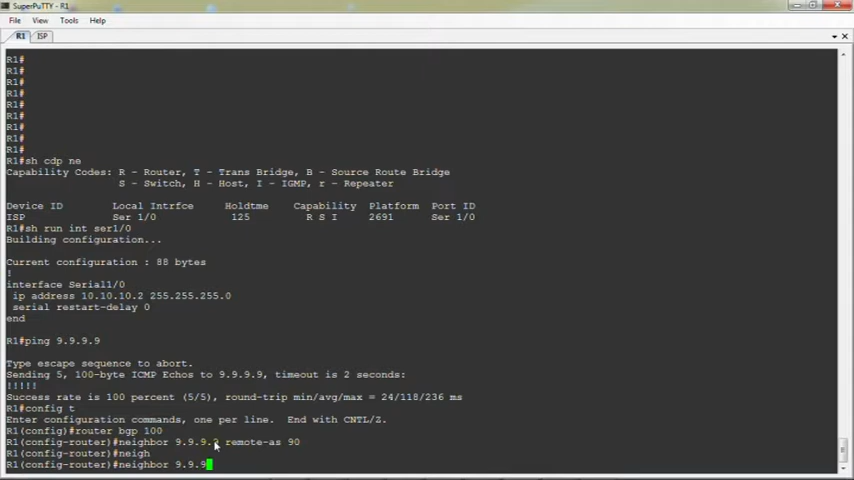 SuperPuTTY - R1
File View Tools Help
R1 ISP
R1#
R1#
R1#
R1#
R1#
R1#
R1#
R1#
R1#
R1#sh cdp ne
Capability Codes: R - Router, T - Trans Bridge, B - Source Route Bridge
S - Switch, H - Host, I - IGMP, r - Repeater
Device ID Local Intrfce Holdtme Capability Platform Port ID
ISP Ser 1/0 125 R S I 2691 Ser 1/0
R1#sh run int ser1/0
Building configuration...
Current configuration : 88 bytes
!
interface Serial1/0
ip address 10.10.10.2 255.255.255.0
serial restart-delay 0
end
R1#ping 9.9.9.9
Type escape sequence to abort.
Sending 5, 100-byte ICMP Echos to 9.9.9.9, timeout is 2 seconds:
!!!!!
Success rate is 100 percent (5/5), round-trip min/avg/max = 24/118/236 ms
R1#config t
Enter configuration commands, one per line. End with CNTL/Z.
R1(config)#router bgp 100
R1(config-router)#neighbor remote-as 90
R1(config-router)#neigh
R1(config-router)#neighbor 9.9.9